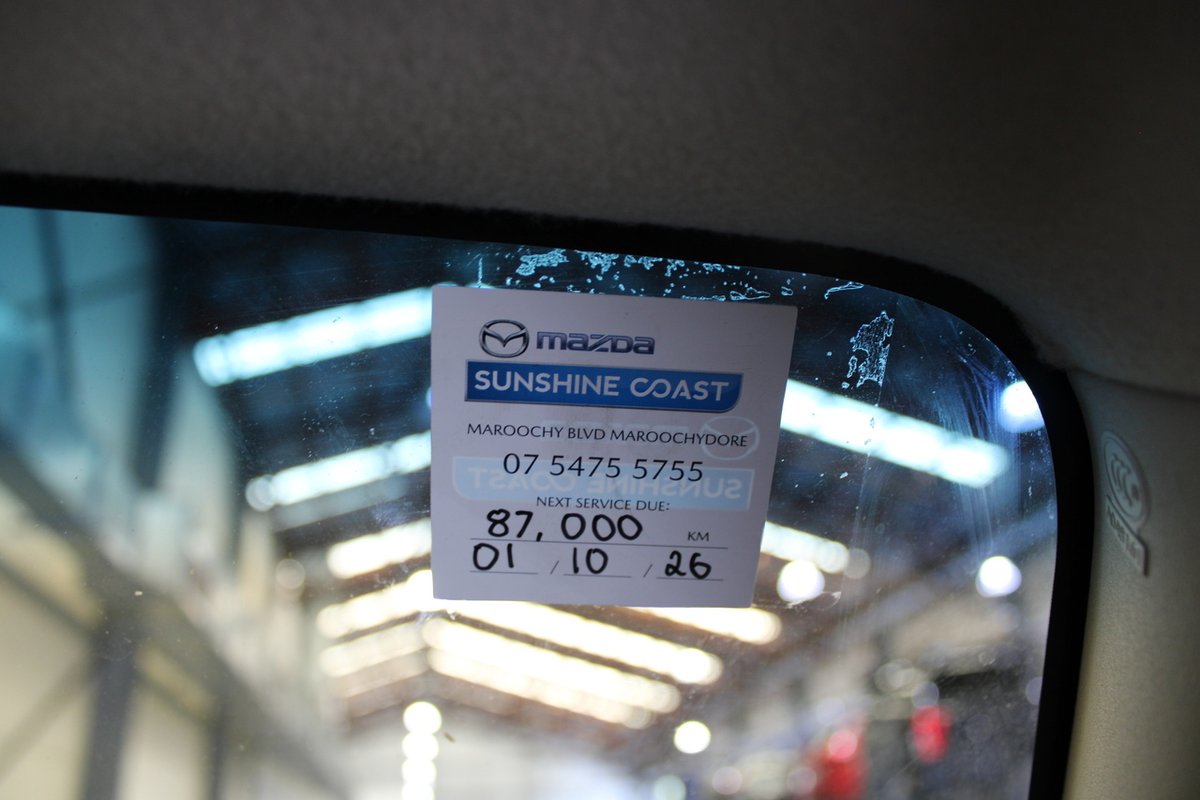 mazda
SUNSHINE COAST
MAROOCHY BLVD MAROOCHYDORE
07 5475 5755
NEXT SERVICE DUE:
87,000 KM
01 / 10 / 26